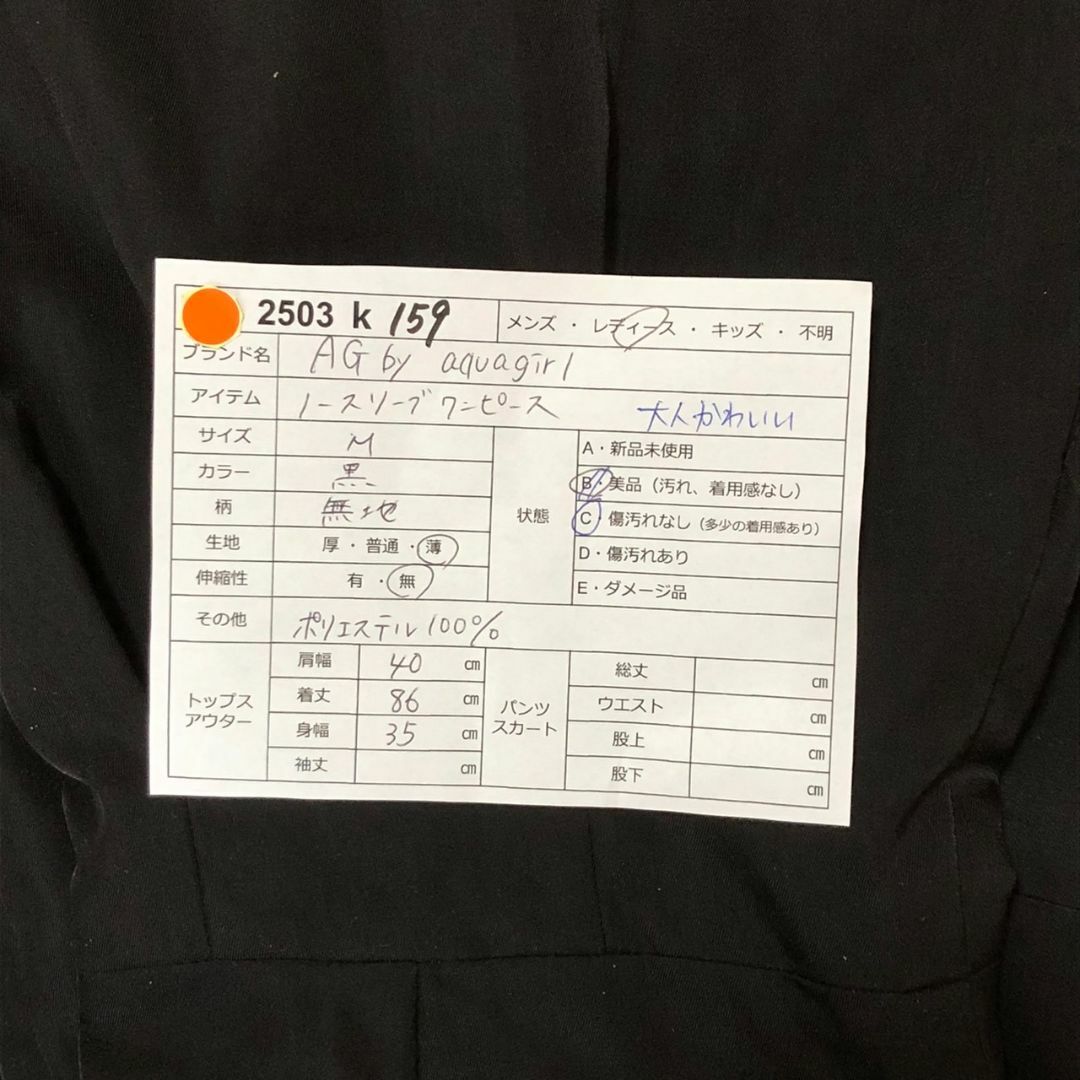 2503 k 159
メンズ ・ レディース ・ キッズ ・ 不明
ブランド名 AG by aquagirl
アイテム ノースリーブワンピース 大人かわいい
サイズ M
カラー 黒
柄 無地
生地 厚 ・ 普通 ・ 薄
伸縮性 有 ・ 無
状態
A・新品未使用
B・美品（汚れ、着用感なし）
C・傷汚れなし（多少の着用感あり）
D・傷汚れあり
E・ダメージ品
その他 ポリエステル100%
トップス
アウター
肩幅 40 cm
着丈 86 cm
身幅 35 cm
袖丈 cm
パンツ
スカート
総丈 cm
ウエスト cm
股上 cm
股下 cm